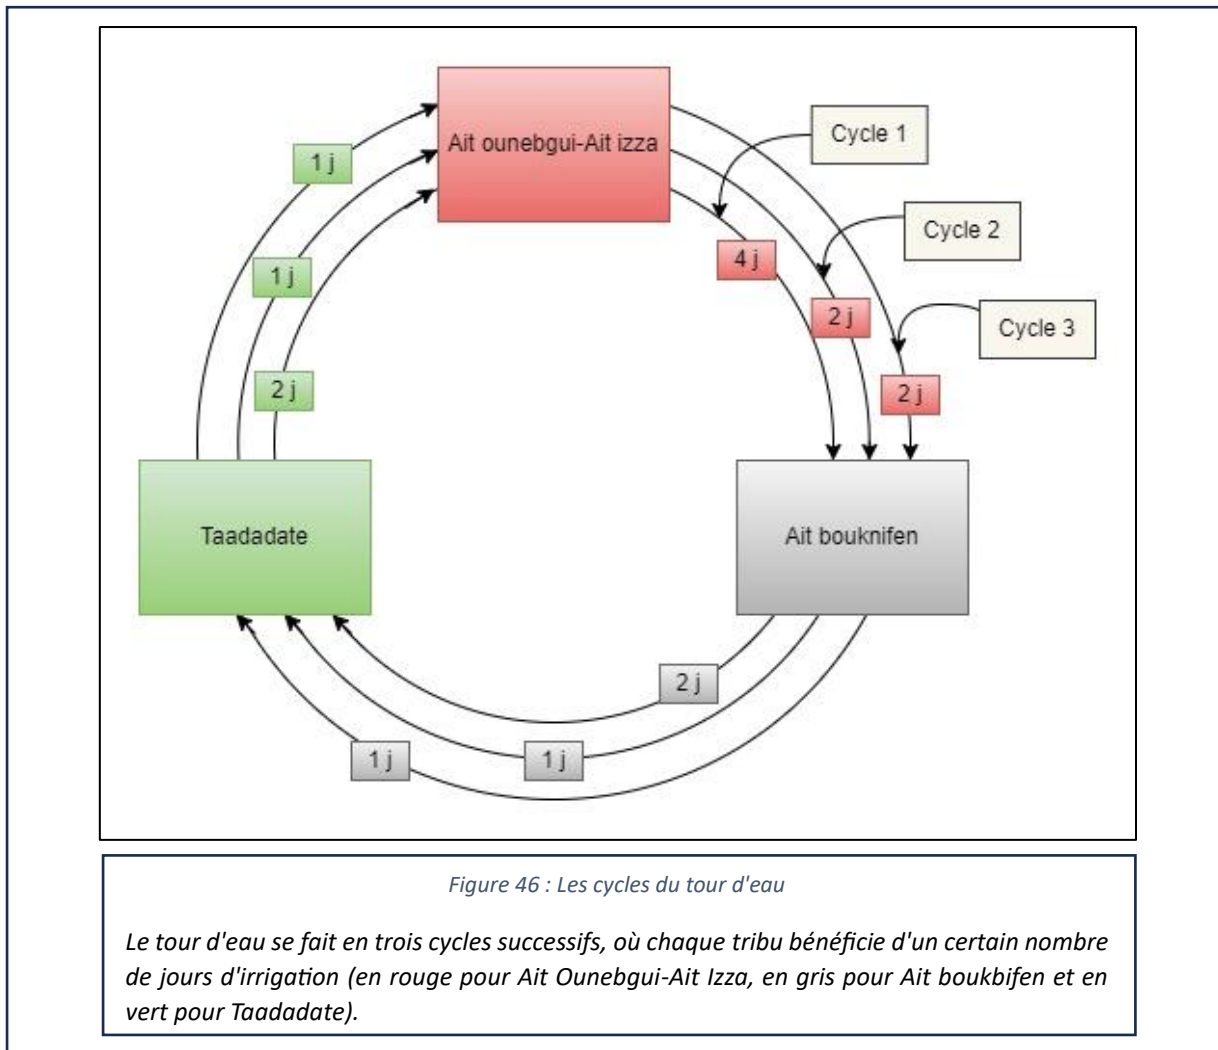 Ait ounebgui-Ait izza
Cycle 1
1 j
Cycle 2
4 j
1 j
2 j
Cycle 3
2 j
2 j
Taadadate
Ait bouknifen
2 j
1 j
1 j
Figure 46 : Les cycles du tour d'eau
Le tour d'eau se fait en trois cycles successifs, où chaque tribu bénéficie d'un certain nombre
de jours d'irrigation (en rouge pour Ait Ounebgui-Ait Izza, en gris pour Ait boukbifen et en
vert pour Taadadate).